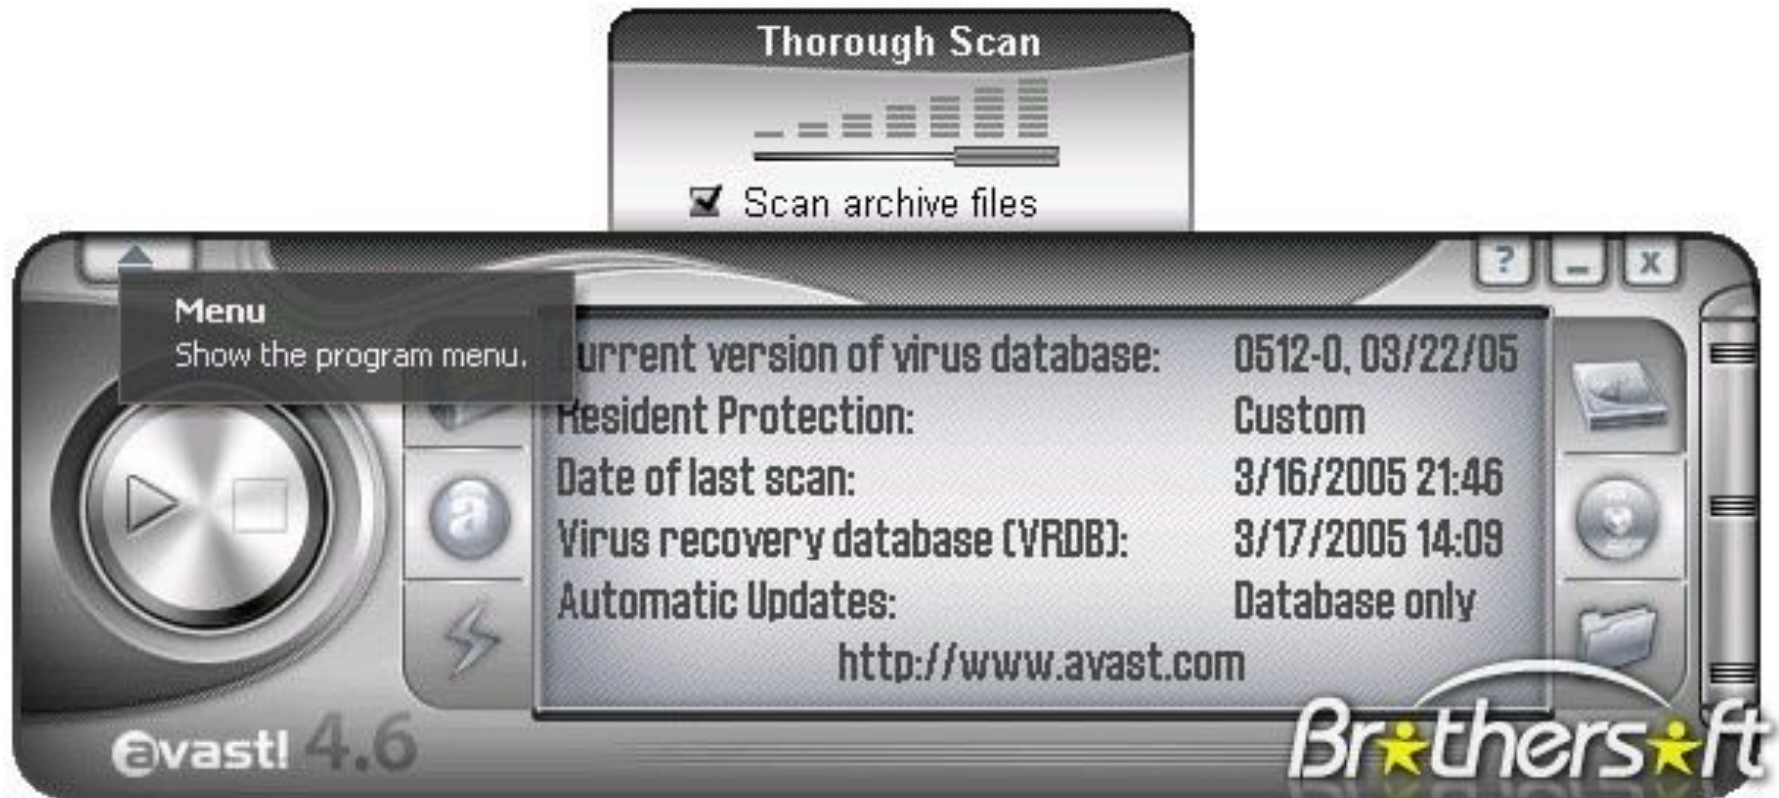 Thorough Scan
Scan archive files
? _ x
Menu
Show the program menu.
urrent version of virus database: 0512-0, 03/22/05
Resident Protection: Custom
Date of last scan: 3/16/2005 21:46
Virus recovery database (VRDB): 3/17/2005 14:09
a
Automatic Updates: Database only
http://www.avast.com
avast! 4.6
Brothersoft